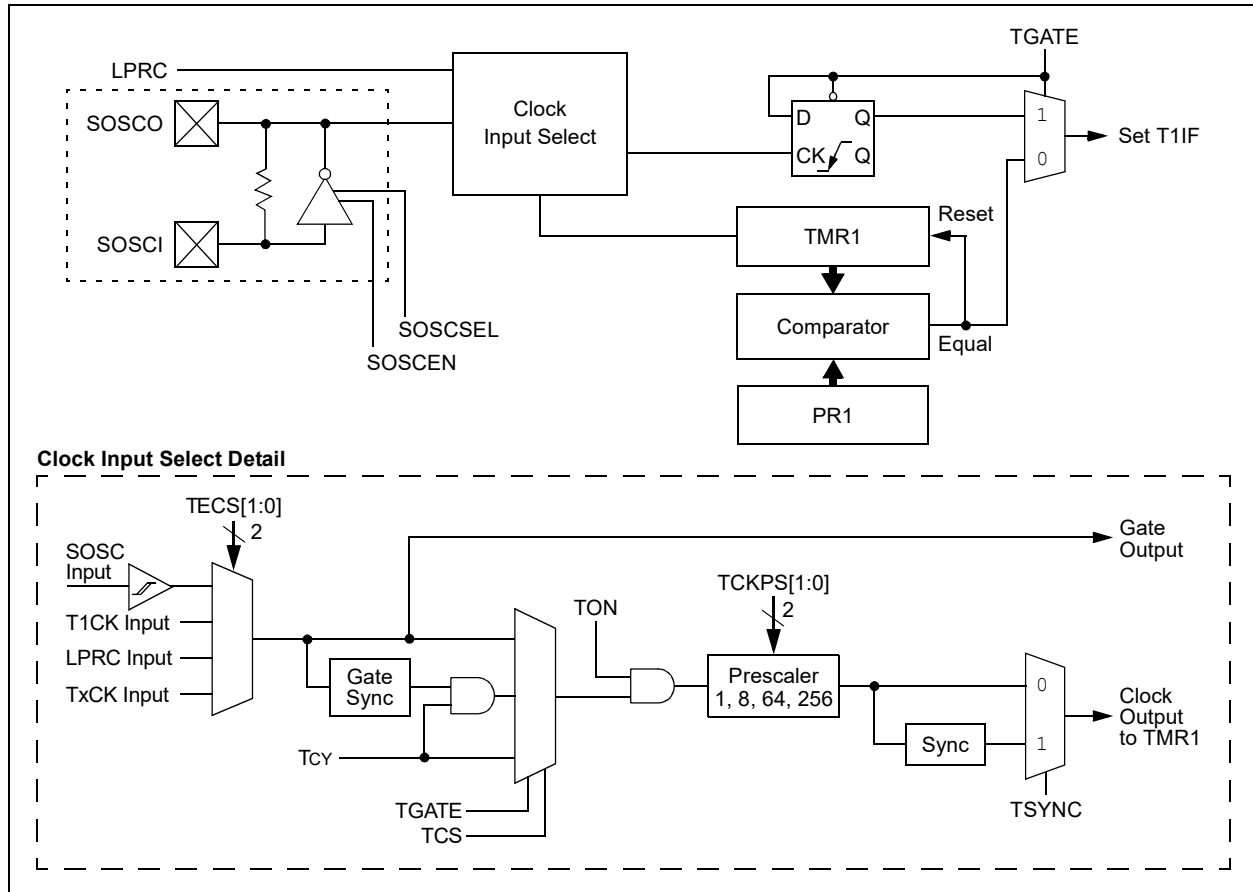 TGATE
LPRC
SOSCO
Clock
Input Select
D Q
CK Q
1
0
Set T1IF
SOSCI
TMR1
Reset
Comparator
Equal
SOSCSEL
SOSCEN
PR1
Clock Input Select Detail
TECS[1:0]
2
SOSC
Input
T1CK Input
LPRC Input
TxCK Input
Gate
Output
TCKPS[1:0]
2
TON
Gate
Sync
Prescaler
1, 8, 64, 256
0
1
Clock
Output
to TMR1
Sync
TCY
TGATE
TCS
TSYNC